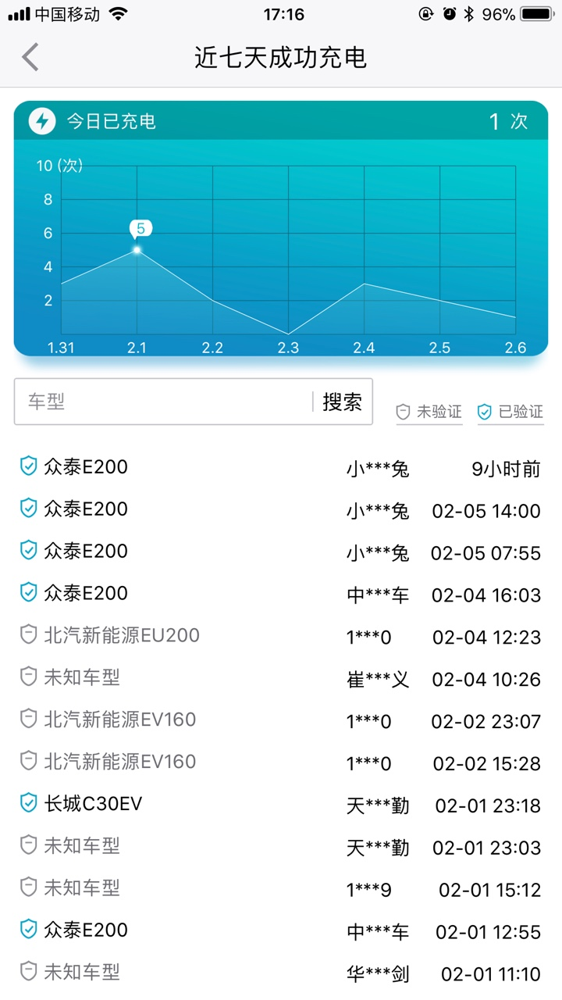 中国移动 17:16 96%
近七天成功充电
今日已充电 1 次
10 (次)
8
6
5
4
2
1.31 2.1 2.2 2.3 2.4 2.5 2.6
车型 搜索 未验证 已验证
众泰E200 小***兔 9小时前
众泰E200 小***兔 02-05 14:00
众泰E200 小***兔 02-05 07:55
众泰E200 中***车 02-04 16:03
北汽新能源EU200 1***0 02-04 12:23
未知车型 崔***义 02-04 10:26
北汽新能源EV160 1***0 02-02 23:07
北汽新能源EV160 1***0 02-02 15:28
长城C30EV 天***勤 02-01 23:18
未知车型 天***勤 02-01 23:03
未知车型 1***9 02-01 15:12
众泰E200 中***车 02-01 12:55
未知车型 华***剑 02-01 11:10